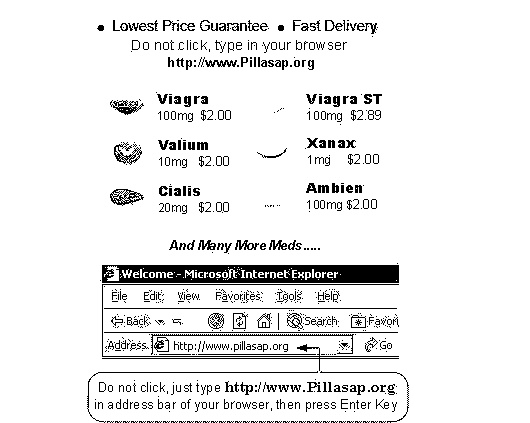 • Lowest Price Guarantee • Fast Delivery
Do not click, type in your browser
http://www.Pillasap.org
Viagra
100mg $2.00
Viagra ST
100mg $2.89
Valium
10mg $2.00
Xanax
1mg $2.00
Cialis
20mg $2.00
Ambien
100mg $2.00
And Many More Meds.....
Welcome - Microsoft Internet Explorer
File Edit View Favorites Tools Help
Back Search Favori
Address http://www.pillasap.org Go
Do not click, just type http://www.Pillasap.org
in address bar of your browser, then press Enter Key